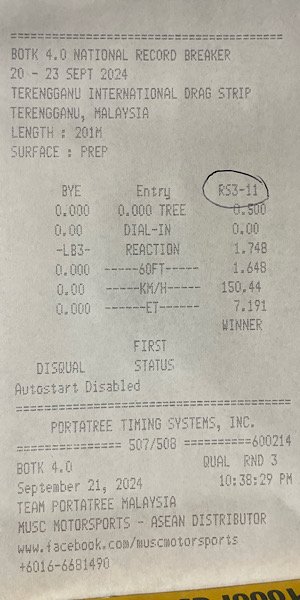 ==========================================
BOTK 4.0 NATIONAL RECORD BREAKER
20 - 23 SEPT 2024
TERENGGANU INTERNATIONAL DRAG STRIP
TERENGGANU, MALAYSIA
LENGTH : 201M
SURFACE : PREP
BYE Entry RS3-11
0.000 0.000 TREE 0.500
0.00 DIAL-IN 0.00
-LB3- REACTION 1.748
0.000 ------60FT----- 1.648
0.00 ------KM/H----- 150.44
0.000 ------ET------- 7.191
WINNER
FIRST
DISQUAL STATUS
Autostart Disabled
==========================================
PORTATREE TIMING SYSTEMS, INC.
=============== 507/508 ==========600214
BOTK 4.0 QUAL RND 3
September 21, 2024 10:38:29 PM
TEAM PORTATREE MALAYSIA
MUSC MOTORSPORTS - ASEAN DISTRIBUTOR
www.facebook.com/muscmotorsports
+6016-6681490